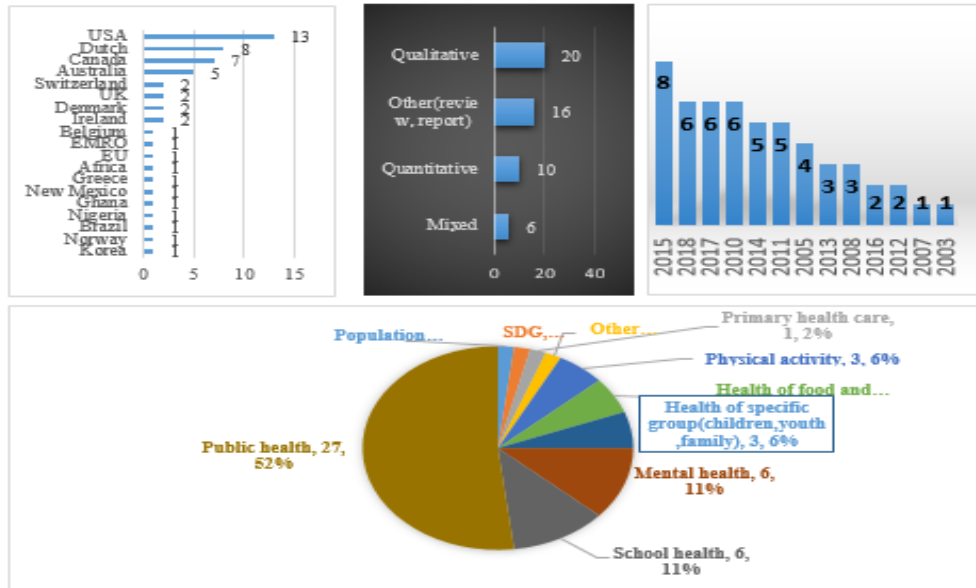 USA 13
Dutch 8
Canada 7
Australia 5
Switzerland 2
UK 2
Denmark 2
Ireland 2
Belgium 1
EMRO 1
EU 1
Africa 1
Greece 1
New Mexico 1
Ghana 1
Nigeria 1
Brazil 1
Norway 1
Korea 1
0 5 10 15
Qualitative 20
Other(revie
w, report) 16
Quantitative 10
Mixed 6
0 20 40
8 6 6 6 5 5 4 3 3 2 2 1 1
2015 2018 2017 2010 2014 2011 2005 2013 2008 2016 2012 2007 2003
Population...
SDG,...
Other...
Primary health care,
1, 2%
Physical activity, 3, 6%
Health of food and...
Health of specific
group(children,youth
,family), 3, 6%
Public health, 27,
52%
Mental health, 6,
11%
School health, 6,
11%